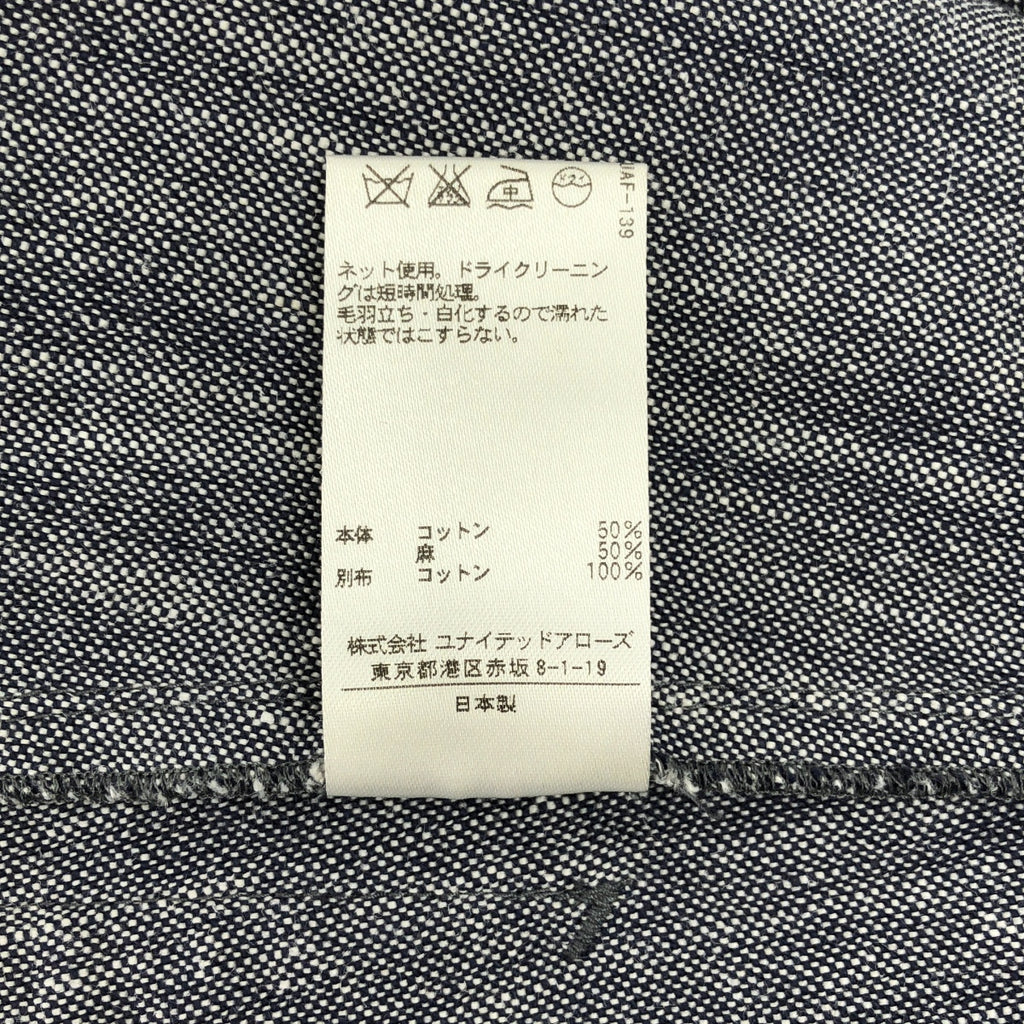 中
UAF-139
ネット使用。ドライクリーニン
グは短時間処理。
毛羽立ち・白化するので濡れた
状態ではこすらない。
本体 コットン 50%
麻 50%
別布 コットン 100%
株式会社 ユナイテッドアローズ
東京都港区赤坂 8-1-19
日本製